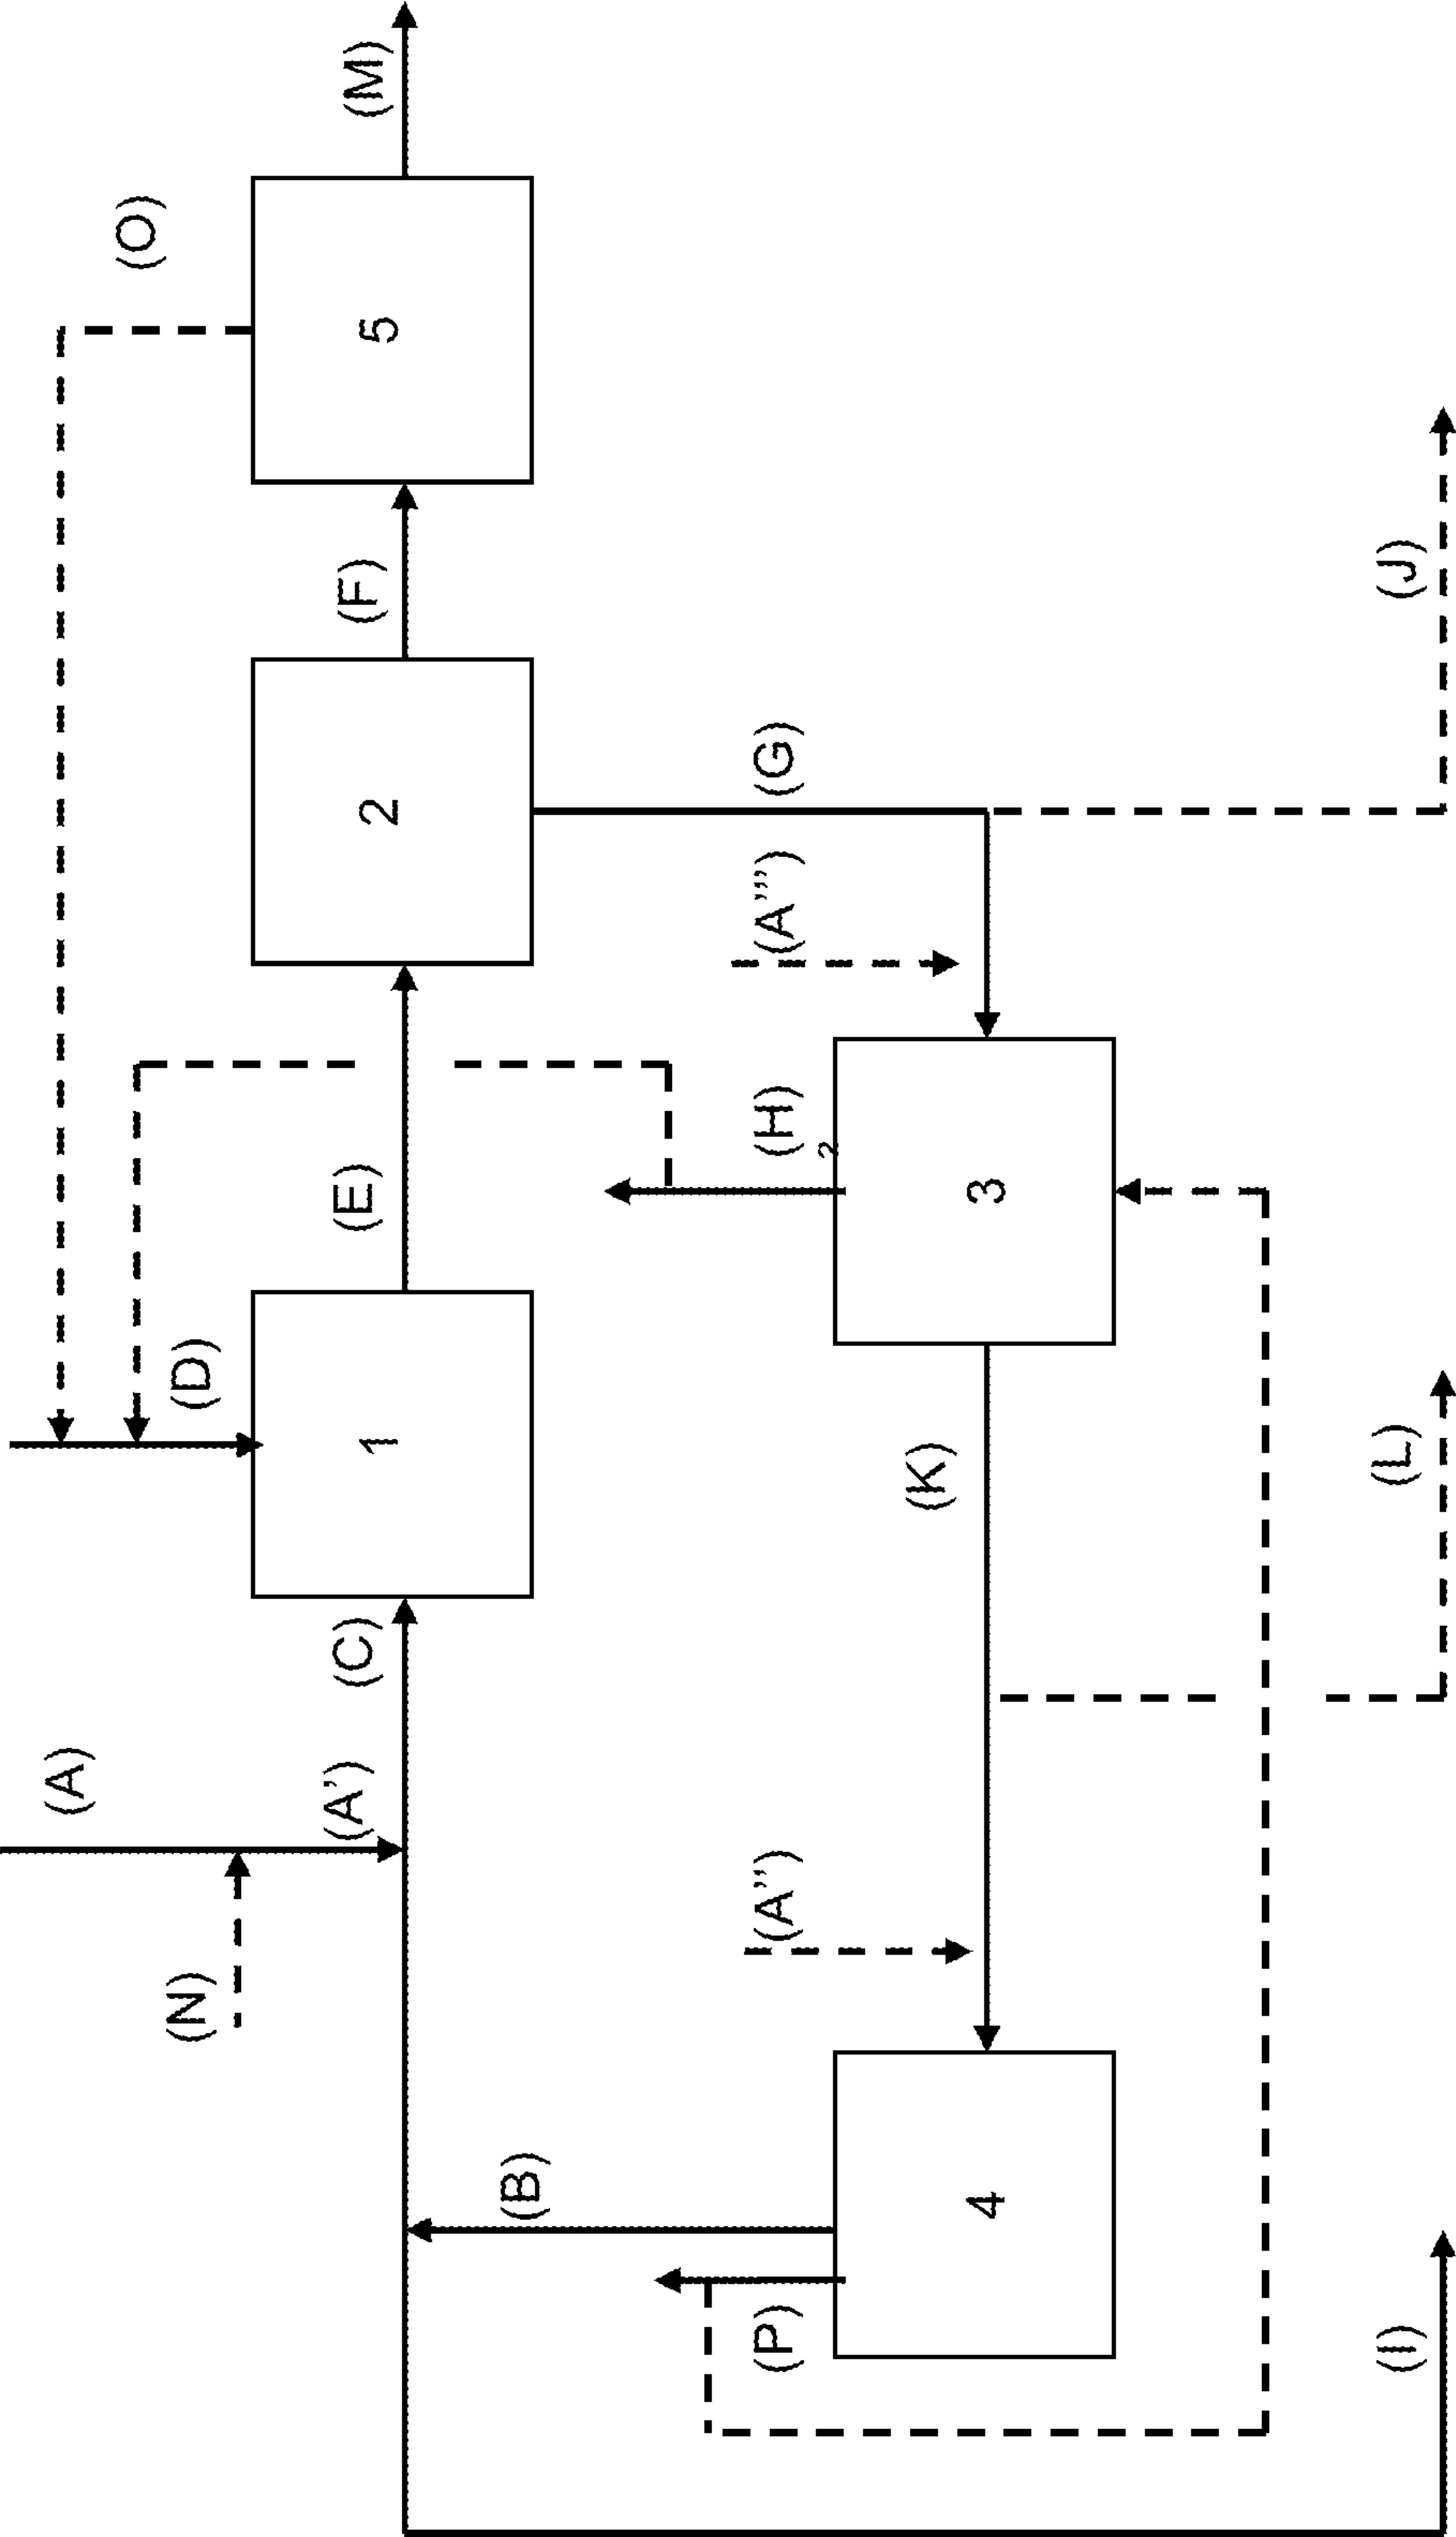 (A)
(O)
(N)
(D)
(A')
(C)
(E)
(F)
(M)
1
2
5
(B)
(P)
(A'')
(H)
2
(A''')
(G)
(K)
4
3
(I)
(L)
(J)